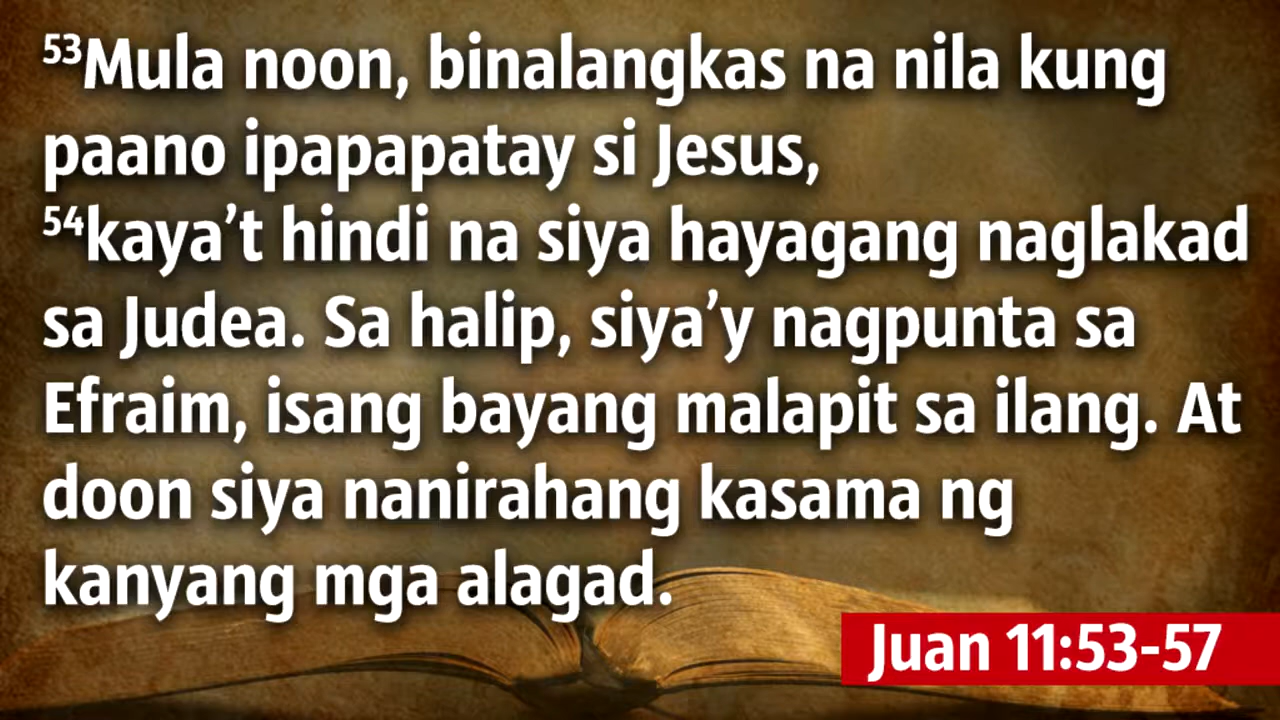 53Mula noon, binalangkas na nila kung
paano ipapapatay si Jesus,
54kaya’t hindi na siya hayagang naglakad
sa Judea. Sa halip, siya’y nagpunta sa
Efraim, isang bayang malapit sa ilang. At
doon siya nanirahang kasama ng
kanyang mga alagad.
Juan 11:53-57